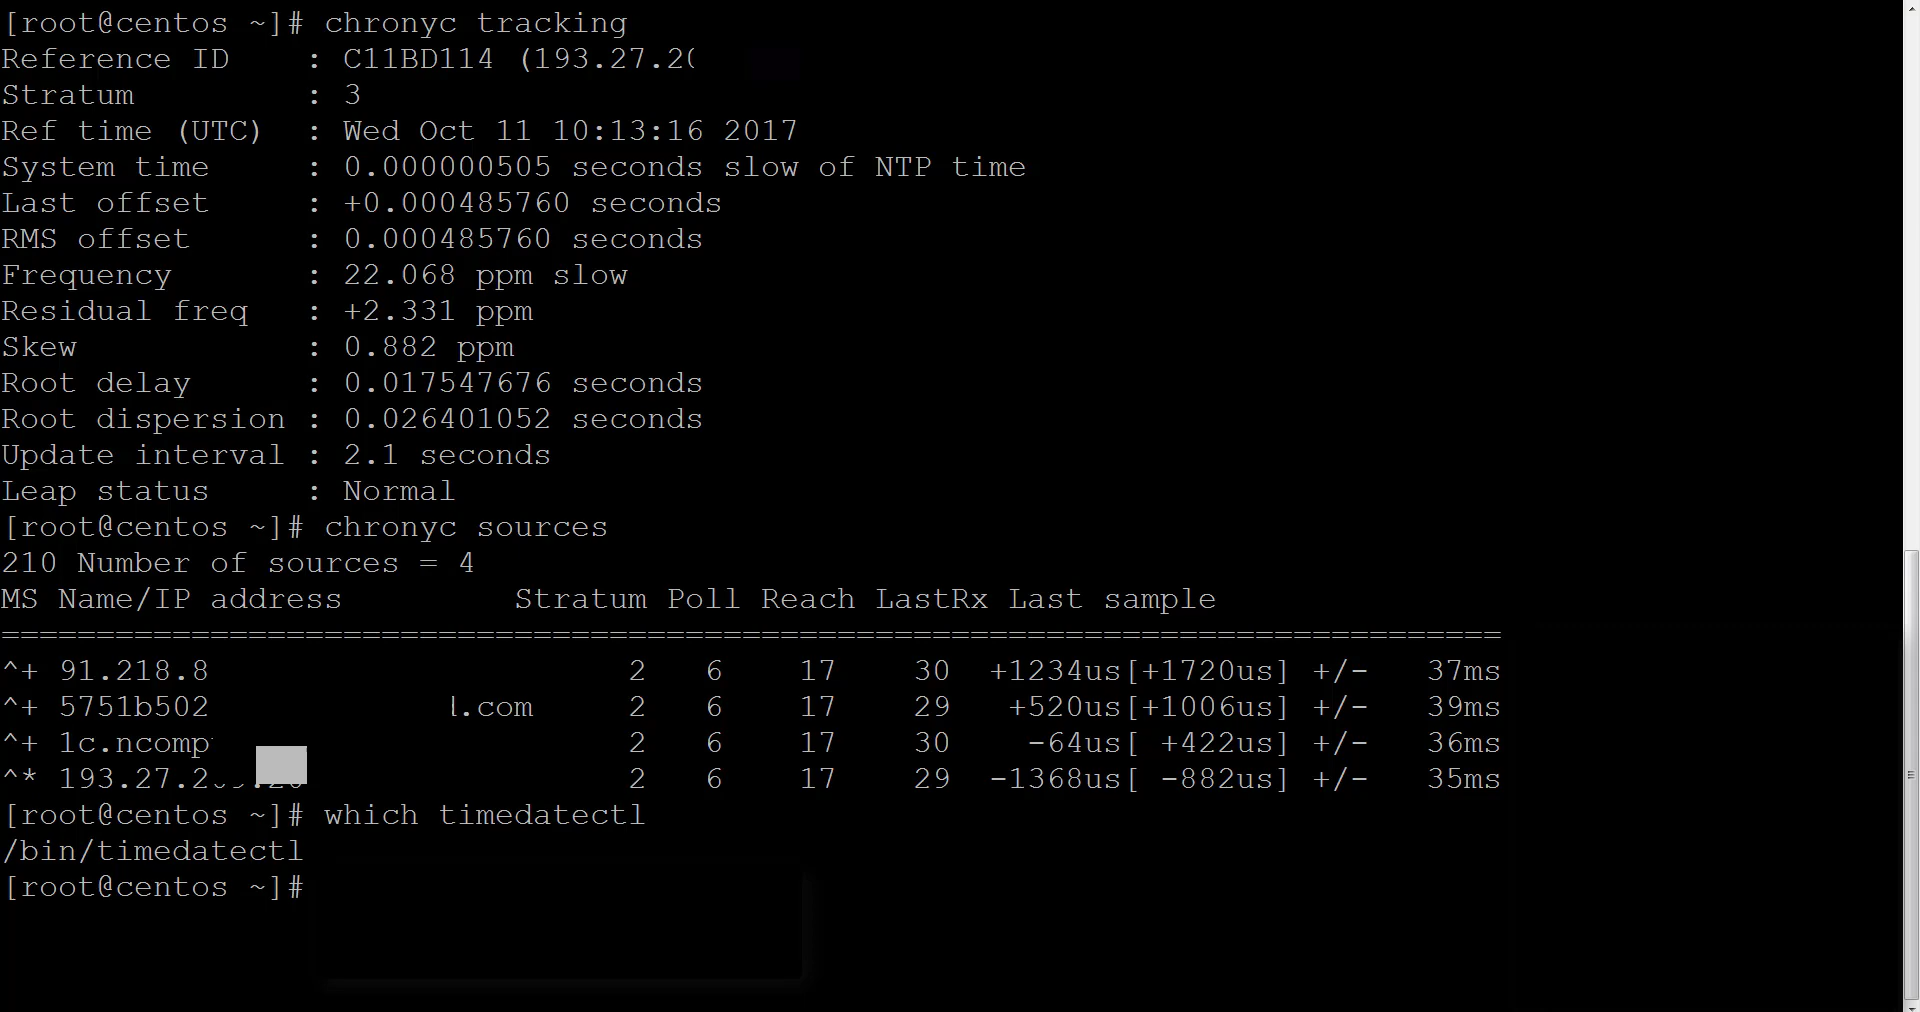 [root@centos ~]# chronyc tracking
Reference ID    : C11BD114 (193.27.2
Stratum         : 3
Ref time (UTC)  : Wed Oct 11 10:13:16 2017
System time     : 0.000000505 seconds slow of NTP time
Last offset     : +0.000485760 seconds
RMS offset      : 0.000485760 seconds
Frequency       : 22.068 ppm slow
Residual freq   : +2.331 ppm
Skew            : 0.882 ppm
Root delay      : 0.017547676 seconds
Root dispersion : 0.026401052 seconds
Update interval : 2.1 seconds
Leap status     : Normal
[root@centos ~]# chronyc sources
210 Number of sources = 4
MS Name/IP address         Stratum Poll Reach LastRx Last sample
===============================================================================
^+ 91.218.8                      2   6    17    30  +1234us[+1720us] +/-   37ms
^+ 5751b502             l.com     2   6    17    29   +520us[+1006us] +/-   39ms
^+ 1c.ncomp                      2   6    17    30    -64us[ +422us] +/-   36ms
^* 193.27.2                      2   6    17    29  -1368us[ -882us] +/-   35ms
[root@centos ~]# which timedatectl
/bin/timedatectl
[root@centos ~]#